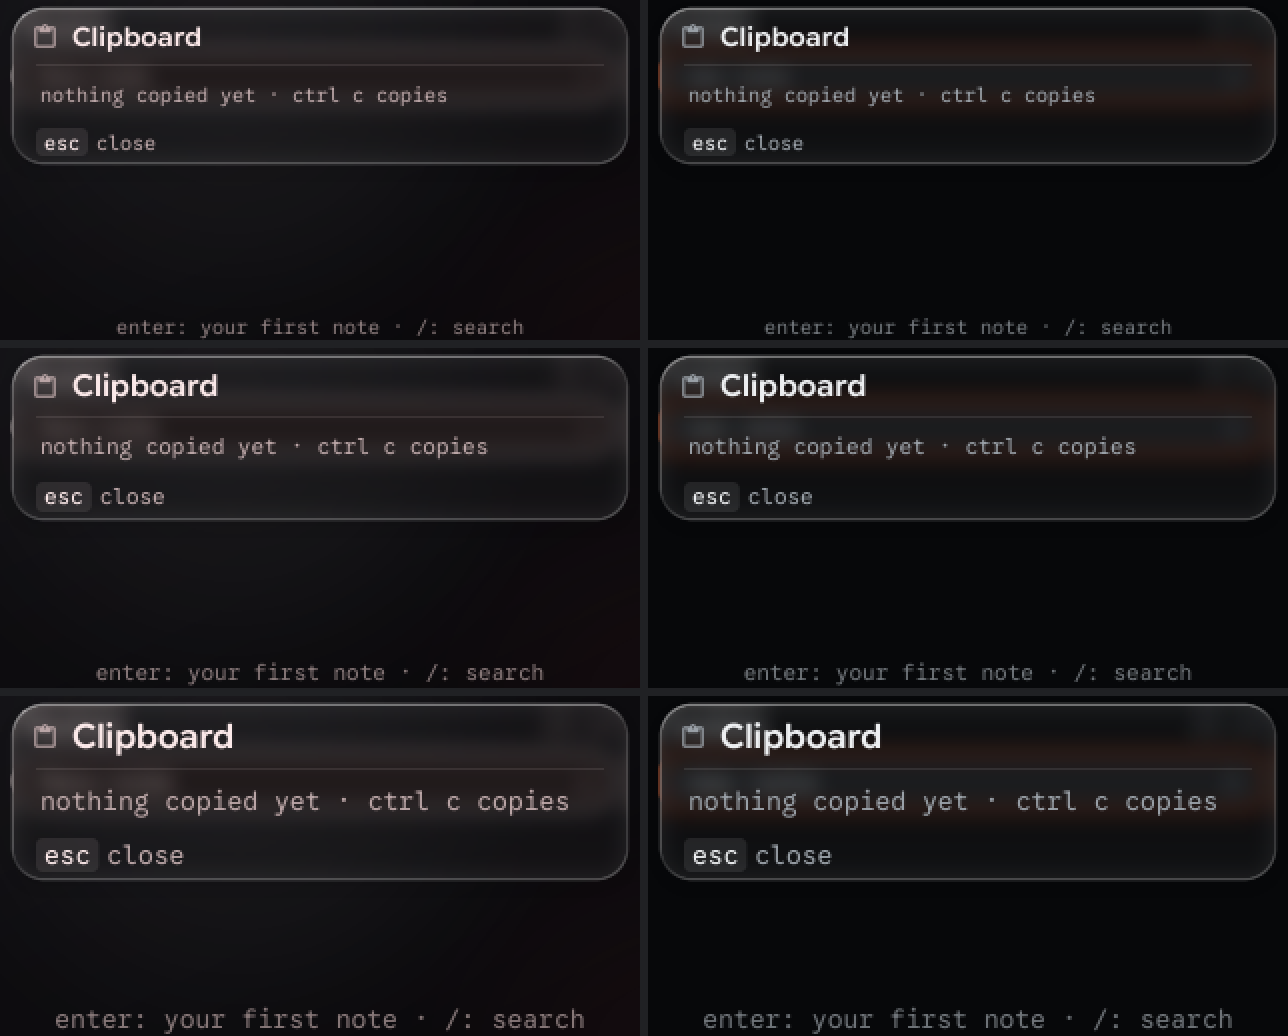 Clipboard
nothing copied yet · ctrl c copies
esc close
enter: your first note · /: search
Clipboard
nothing copied yet · ctrl c copies
esc close
enter: your first note · /: search
Clipboard
nothing copied yet · ctrl c copies
esc close
enter: your first note · /: search
Clipboard
nothing copied yet · ctrl c copies
esc close
enter: your first note · /: search
Clipboard
nothing copied yet · ctrl c copies
esc close
enter: your first note · /: search
Clipboard
nothing copied yet · ctrl c copies
esc close
enter: your first note · /: search